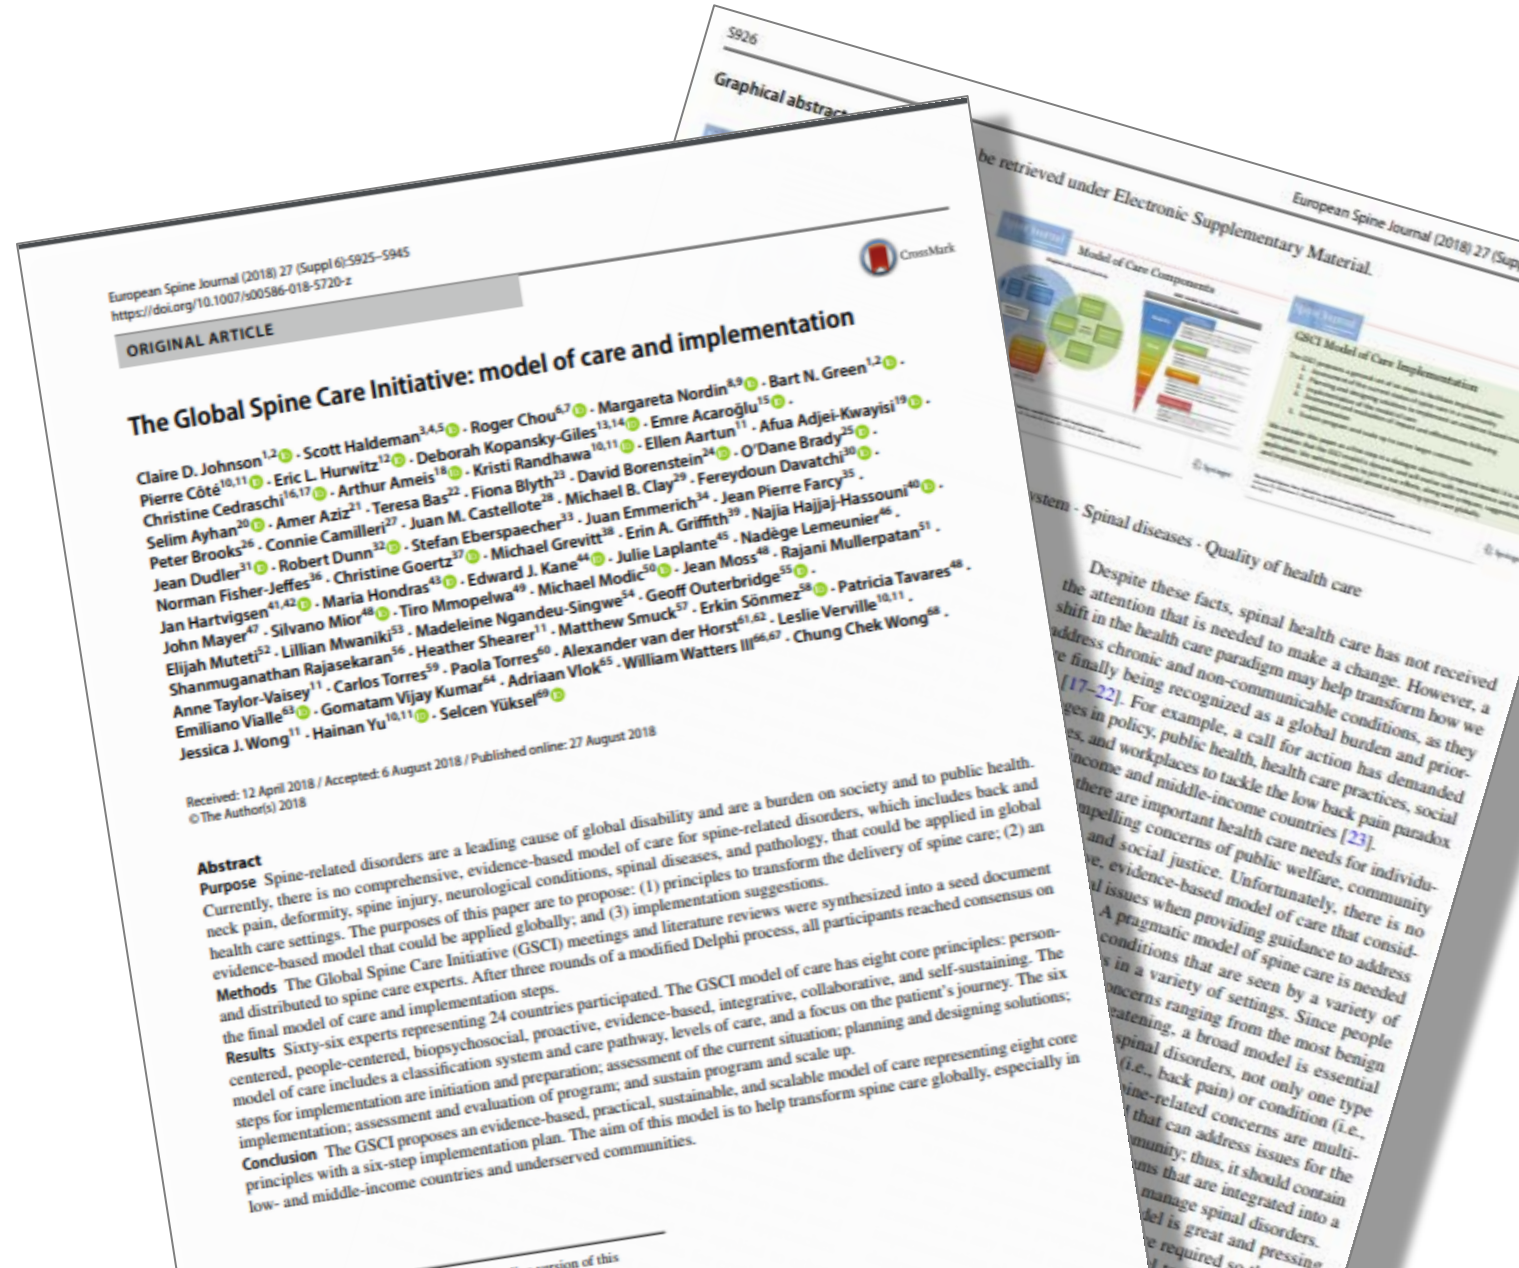 European Spine Journal (2018) 27 (Suppl 6):S925–S945
https://doi.org/10.1007/s00586-018-5720-z
CrossMark
ORIGINAL ARTICLE
The Global Spine Care Initiative: model of care and implementation
Claire D. Johnson1,2 · Scott Haldeman3,4,5 · Roger Chou6,7 · Margareta Nordin8,9 · Bart N. Green1,2 ·
Pierre Côté10,11 · Eric L. Hurwitz12 · Deborah Kopansky-Giles13,14 · Emre Acaroğlu15 ·
Christine Cedraschi16,17 · Arthur Ameis18 · Kristi Randhawa10,11 · Ellen Aartun11 · Afua Adjei-Kwayisi19 ·
Selim Ayhan20 · Amer Aziz21 · Teresa Bas22 · Fiona Blyth23 · David Borenstein24 · O'Dane Brady25 ·
Peter Brooks26 · Connie Camilleri27 · Juan M. Castellote28 · Michael B. Clay29 · Fereydoun Davatchi30 ·
Jean Dudler31 · Robert Dunn32 · Stefan Eberspaecher33 · Juan Emmerich34 · Jean Pierre Farcy35 ·
Norman Fisher-Jeffes36 · Christine Goertz37 · Michael Grevitt38 · Erin A. Griffith39 · Najia Hajjaj-Hassouni40 ·
Jan Hartvigsen41,42 · Maria Hondras43 · Edward J. Kane44 · Julie Laplante45 · Nadège Lemeunier46 ·
John Mayer47 · Silvano Mior48 · Tiro Mmopelwa49 · Michael Modic50 · Jean Moss48 · Rajani Mullerpatan51 ·
Elijah Muteti52 · Lillian Mwaniki53 · Madeleine Ngandeu-Singwe54 · Geoff Outerbridge55 ·
Shanmuganathan Rajasekaran56 · Heather Shearer11 · Matthew Smuck57 · Erkin Sönmez58 · Patricia Tavares48 ·
Anne Taylor-Vaisey11 · Carlos Torres59 · Paola Torres60 · Alexander van der Horst61,62 · Leslie Verville10,11 ·
Emiliano Vialle63 · Gomatam Vijay Kumar64 · Adriaan Vlok65 · William Watters III66,67 · Chung Chek Wong68 ·
Jessica J. Wong11 · Hainan Yu10,11 · Selcen Yüksel69
Received: 12 April 2018 / Accepted: 6 August 2018 / Published online: 27 August 2018
© The Author(s) 2018
Abstract
Purpose Spine-related disorders are a leading cause of global disability and are a burden on society and to public health.
Currently, there is no comprehensive, evidence-based model of care for spine-related disorders, which includes back and
neck pain, deformity, spine injury, neurological conditions, spinal diseases, and pathology, that could be applied in global
health care settings. The purposes of this paper are to propose: (1) principles to transform the delivery of spine care; (2) an
evidence-based model that could be applied globally; and (3) implementation suggestions.
Methods The Global Spine Care Initiative (GSCI) meetings and literature reviews were synthesized into a seed document
and distributed to spine care experts. After three rounds of a modified Delphi process, all participants reached consensus on
the final model of care and implementation steps.
Results Sixty-six experts representing 24 countries participated. The GSCI model of care has eight core principles: person-
centered, people-centered, biopsychosocial, proactive, evidence-based, integrative, collaborative, and self-sustaining. The
model of care includes a classification system and care pathway, levels of care, and a focus on the patient's journey. The six
steps for implementation are initiation and preparation; assessment of the current situation; planning and designing solutions;
implementation; assessment and evaluation of program; and sustain program and scale up.
Conclusion The GSCI proposes an evidence-based, practical, sustainable, and scalable model of care representing eight core
principles with a six-step implementation plan. The aim of this model is to help transform spine care globally, especially in
low- and middle-income countries and underserved communities.
version of this
S926
European Spine Journal (2018) 27 (Sup
Graphical abstract
be retrieved under Electronic Supplementary Material.
Model of Care Components
GSCI Model of Care Implementation
Springer
ystem · Spinal diseases · Quality of health care
Despite these facts, spinal health care has not received
the attention that is needed to make a change. However, a
shift in the health care paradigm may help transform how we
address chronic and non-communicable conditions, as they
e finally being recognized as a global burden and prior-
[17–22]. For example, a call for action has demanded
ges in policy, public health, health care practices, social
es, and workplaces to tackle the low back pain paradox
ncome and middle-income countries [23].
there are important health care needs for individu-
mpelling concerns of public welfare, community
and social justice. Unfortunately, there is no
ve, evidence-based model of care that consid-
al issues when providing guidance to address
A pragmatic model of spine care is needed
conditions that are seen by a variety of
s in a variety of settings. Since people
oncerns ranging from the most benign
eatening, a broad model is essential
spinal disorders, not only one type
(i.e., back pain) or condition (i.e.,
pine-related concerns are multi-
that can address issues for the
munity; thus, it should contain
ms that are integrated into a
manage spinal disorders.
del is great and pressing
e required so